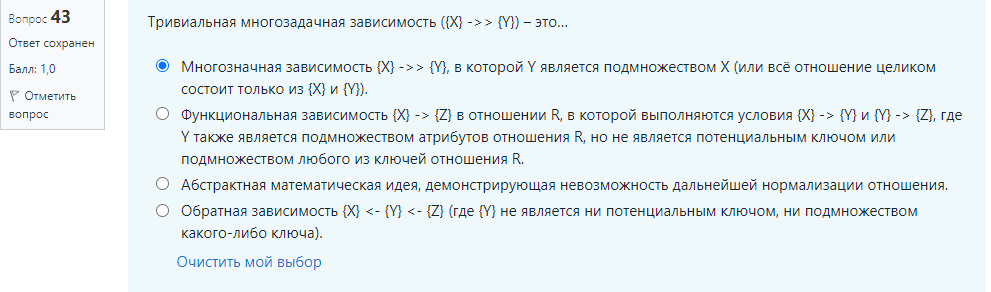 Вопрос 43
Ответ сохранен
Балл: 1,0
Отметить
вопрос
Тривиальная многозадачная зависимость ({X} ->> {Y}) – это...
Многозначная зависимость {X} ->> {Y}, в которой Y является подмножеством X (или всё отношение целиком
состоит только из {X} и {Y}).
Функциональная зависимость {X} -> {Z} в отношении R, в которой выполняются условия {X} -> {Y} и {Y} -> {Z}, где
Y также является подмножеством атрибутов отношения R, но не является потенциальным ключом или
подмножеством любого из ключей отношения R.
Абстрактная математическая идея, демонстрирующая невозможность дальнейшей нормализации отношения.
Обратная зависимость {X} <- {Y} <- {Z} (где {Y} не является ни потенциальным ключом, ни подмножеством
какого-либо ключа).
Очистить мой выбор